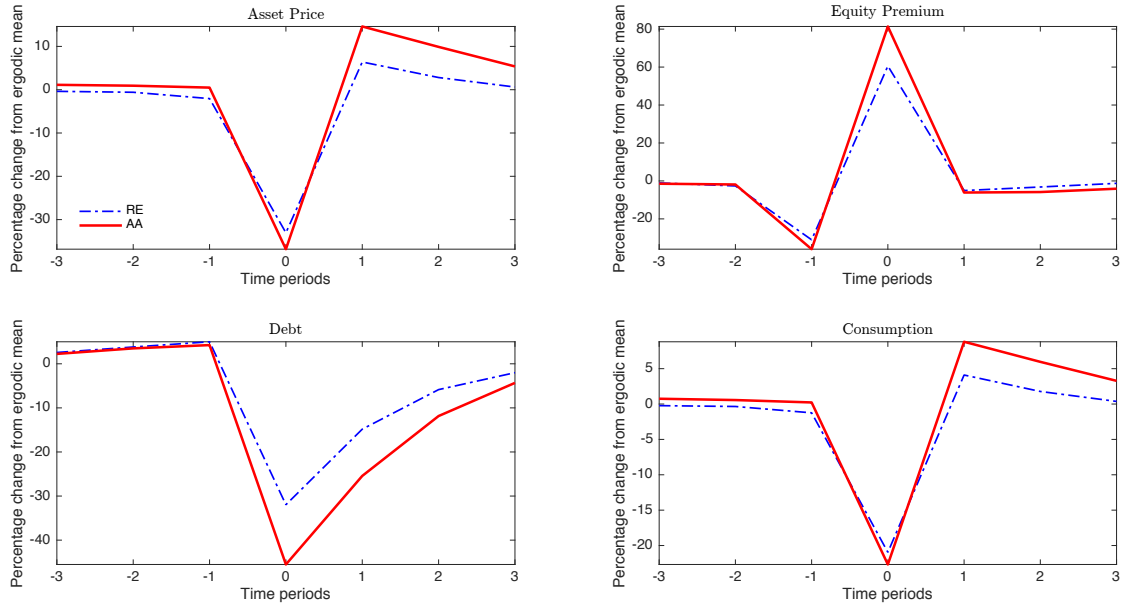 Asset Price
Percentage change from ergodic mean
10
0
-10
-20
-30
RE
AA
-3 -2 -1 0 1 2 3
Time periods
Equity Premium
Percentage change from ergodic mean
80
60
40
20
0
-20
-3 -2 -1 0 1 2 3
Time periods
Debt
Percentage change from ergodic mean
0
-10
-20
-30
-40
-3 -2 -1 0 1 2 3
Time periods
Consumption
Percentage change from ergodic mean
5
0
-5
-10
-15
-20
-3 -2 -1 0 1 2 3
Time periods